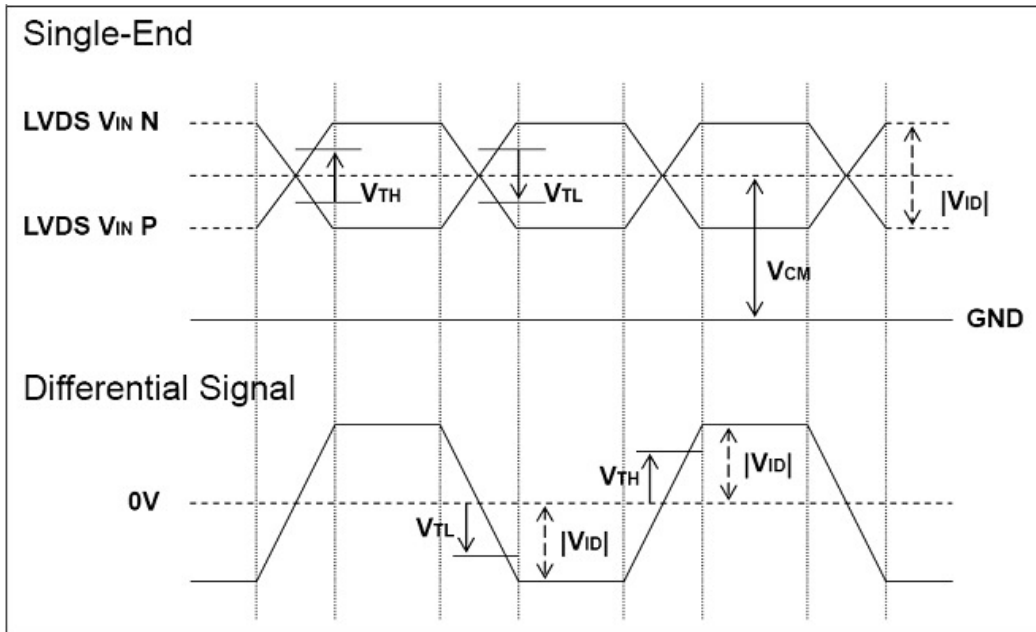 Single-End
LVDS VIN N
VTH
VTL
|VID|
LVDS VIN P
VCM
GND
Differential Signal
VTH
|VID|
0V
VTL
|VID|